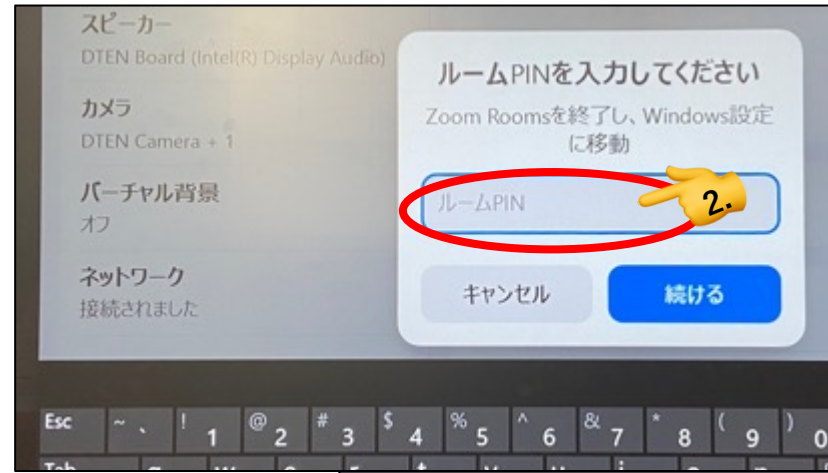 スピーカー
DTEN Board (Intel(R) Display Audio)
カメラ
DTEN Camera + 1
バーチャル背景
オフ
ネットワーク
接続されました
ルームPINを入力してください
Zoom Roomsを終了し、Windows設定
に移動
ルームPIN
2.
キャンセル
続ける
Esc ~ 、 ! 1 @ 2 # 3 $ 4 % 5 ^ 6 & 7 * 8 ( 9 ) 0
Tab